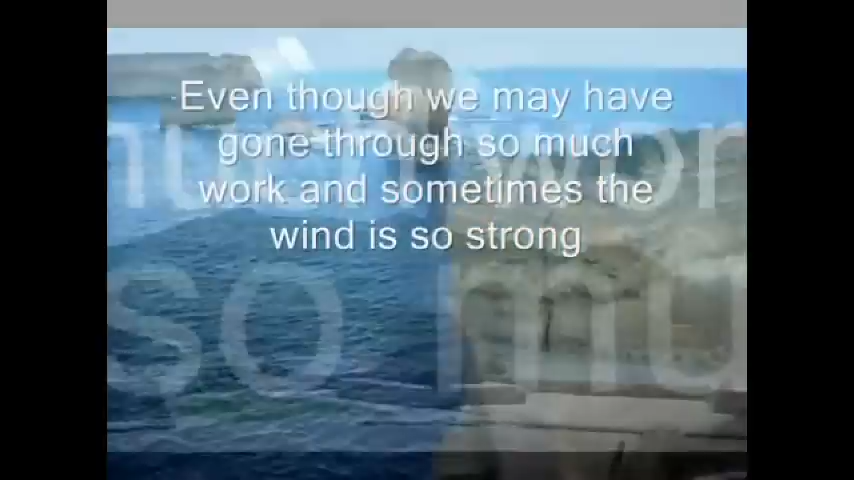 Even though we may have
gone through so much
work and sometimes the
wind is so strong